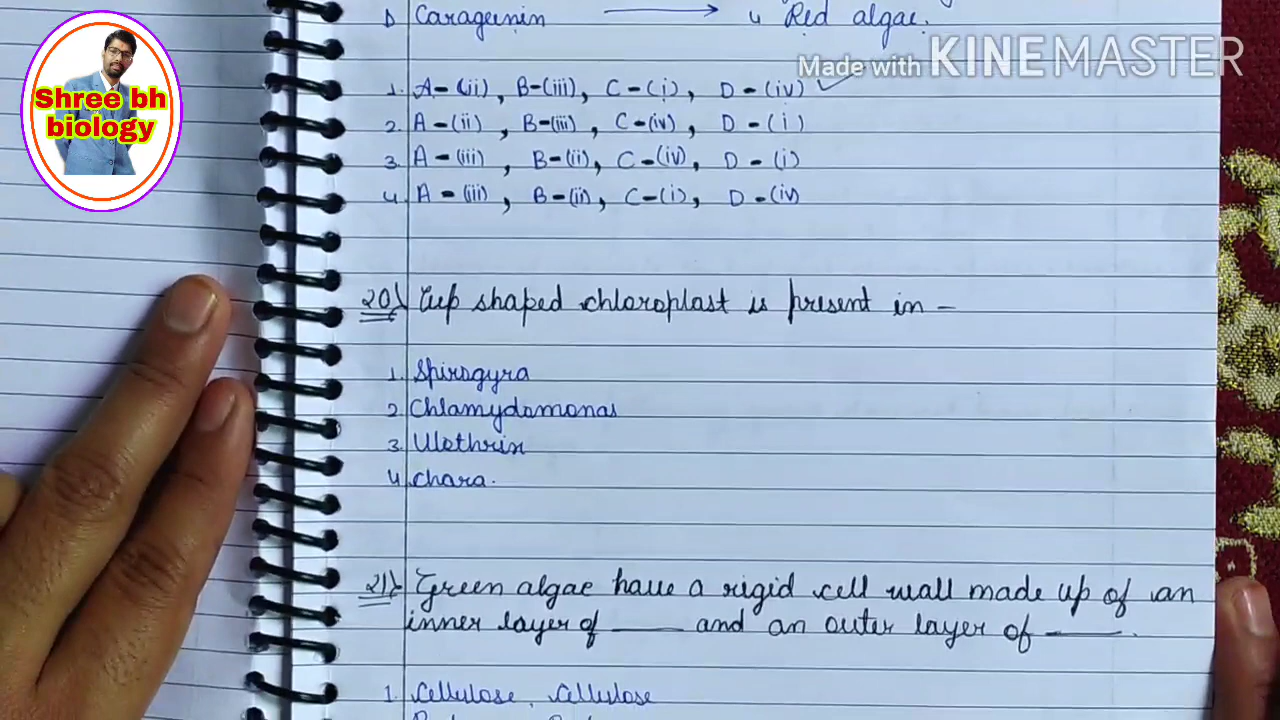 D Carageenin → 4 Red algae.
Made with KINEMASTER
Shree bh
biology
1. A-(ii), B-(iii), C-(i), D-(iv) ✓
2. A-(ii), B-(iii), C-(iv), D-(i)
3. A-(iii), B-(ii), C-(iv), D-(i)
4. A-(iii), B-(ii), C-(i), D-(iv)
20) Cup shaped chloroplast is present in -
1. Spirogyra
2. Chlamydomonas
3. Ulothrix
4. Chara.
21) Green algae have a rigid cell wall made up of an
inner layer of ____ and an outer layer of ____.
1. Cellulose, Cellulose